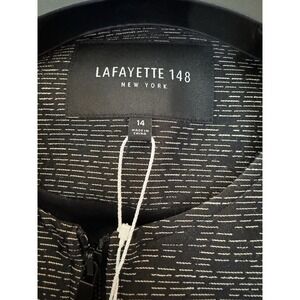 LAFAYETTE 148
NEW YORK
14
MADE IN
CHINA